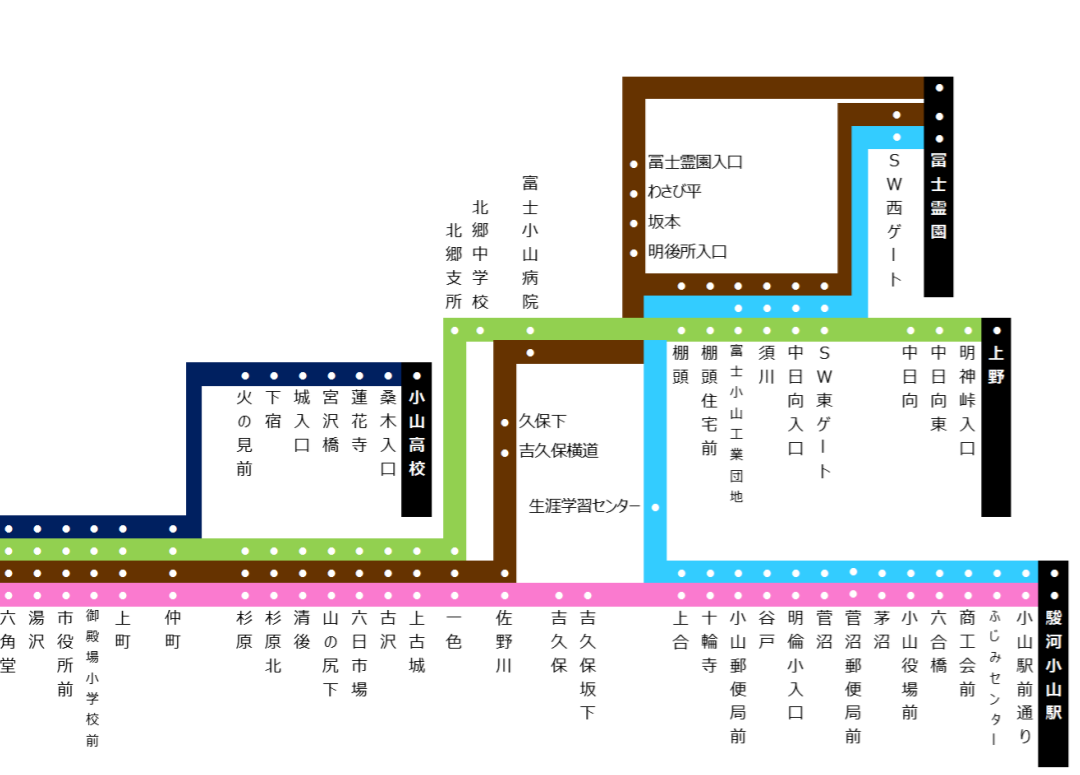 冨士霊園入口
わさび平
坂本
明後所入口
SW西ゲート
冨士霊園
北郷支所
北郷中学校
富士小山病院
棚頭
棚頭住宅前
富士小山工業団地
須川
中日向入口
SW東ゲート
中日向
中日向東
明神峠入口
上野
火の見前
下宿
城入口
宮沢橋
蓮花寺
桑木入口
小山高校
久保下
吉久保横道
生涯学習センター
六角堂
湯沢
市役所前
御殿場小学校前
上町
仲町
杉原
杉原北
清後
山の尻下
六日市場
古沢
上古城
一色
佐野川
吉久保
吉久保坂下
上合
十輪寺
小山郵便局前
谷戸
明倫小入口
菅沼
菅沼郵便局前
茅沼
小山役場前
六合橋
商工会前
ふじみセンター
小山駅前通り
駿河小山駅